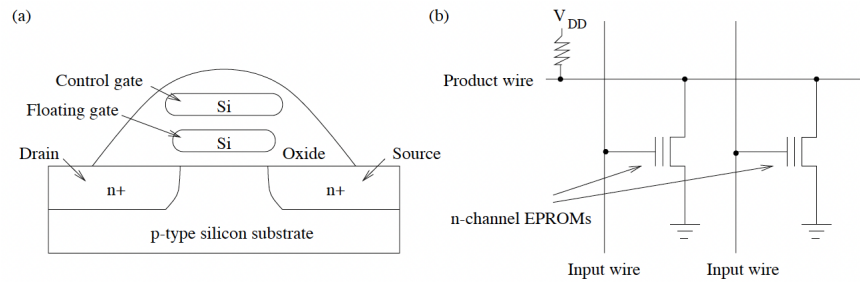 (a)
Control gate
Si
Floating gate
Si
Drain
Oxide
Source
n+
n+
p-type silicon substrate
(b)
V DD
Product wire
n-channel EPROMs
Input wire
Input wire